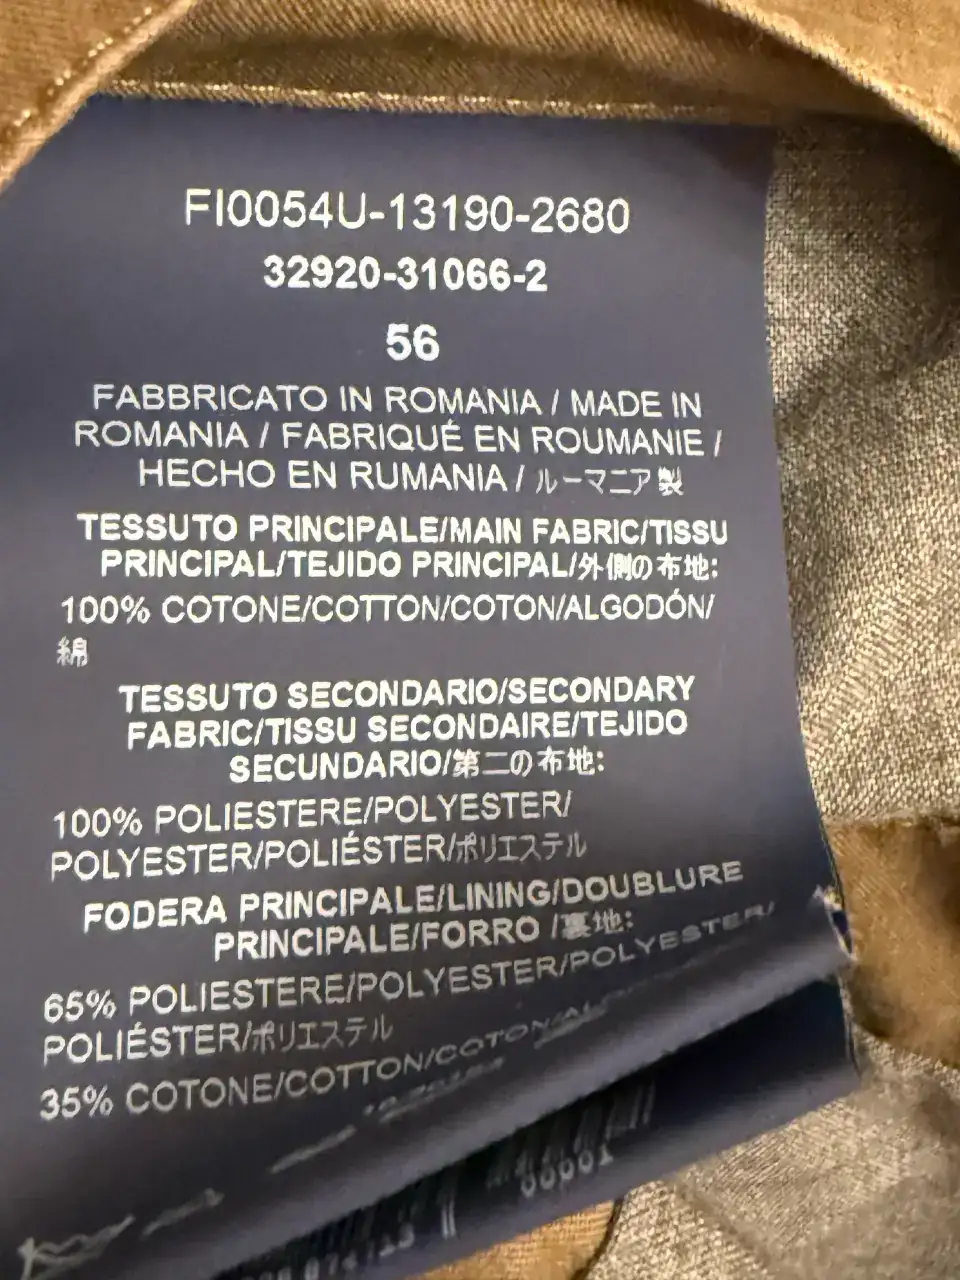 FI0054U-13190-2680
32920-31066-2
56
FABBRICATO IN ROMANIA / MADE IN
ROMANIA / FABRIQUÉ EN ROUMANIE /
HECHO EN RUMANIA / ルーマニア製
TESSUTO PRINCIPALE/MAIN FABRIC/TISSU
PRINCIPAL/TEJIDO PRINCIPAL/外側の布地:
100% COTONE/COTTON/COTON/ALGODÓN/
綿
TESSUTO SECONDARIO/SECONDARY
FABRIC/TISSU SECONDAIRE/TEJIDO
SECUNDARIO/第二の布地:
100% POLIESTERE/POLYESTER/
POLYESTER/POLIÉSTER/ポリエステル
FODERA PRINCIPALE/LINING/DOUBLURE
PRINCIPALE/FORRO /裏地:
65% POLIESTERE/POLYESTER/POLYESTER/
POLIÉSTER/ポリエステル
35% COTONE/COTTON/COTON/
00001